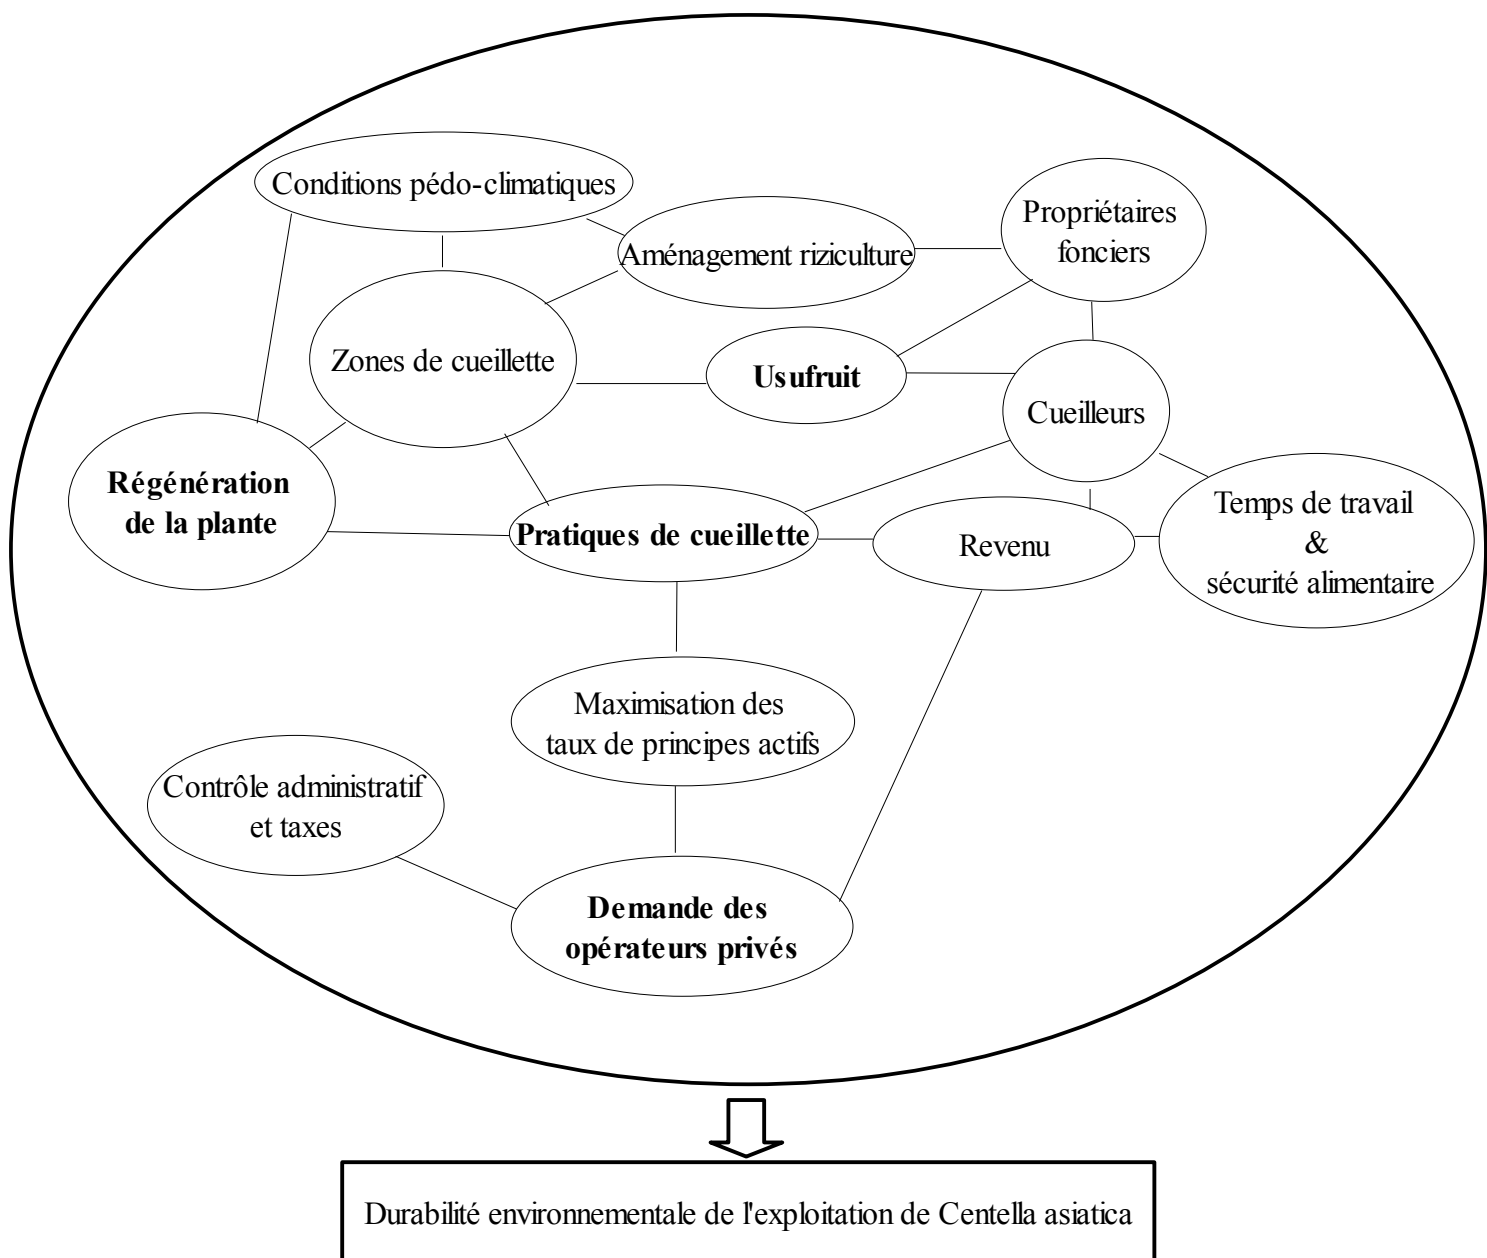 Conditions pédo-climatiques
Propriétaires
fonciers
Aménagement riziculture
Zones de cueillette
Usufruit
Cueilleurs
Régénération
de la plante
Pratiques de cueillette
Revenu
Temps de travail
&
sécurité alimentaire
Maximisation des
taux de principes actifs
Contrôle administratif
et taxes
Demande des
opérateurs privés
Durabilité environnementale de l'exploitation de Centella asiatica